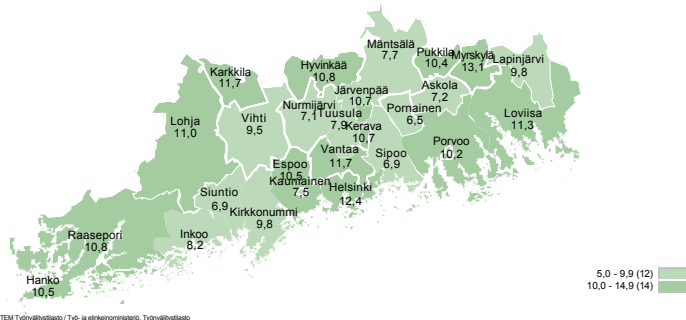 Mäntsälä
7,7
Pukkila
10,4
Myrskylä
13,1
Lapinjärvi
9,8
Karkkila
11,7
Hyvinkää
10,8
Järvenpää
10,7
Askola
7,2
Nurmijärvi
7,1
Tuusula
7,9
Pornainen
6,5
Loviisa
11,3
Lohja
11,0
Vihti
9,5
Kerava
10,7
Porvoo
10,2
Vantaa
11,7
Sipoo
6,9
Espoo
10,5
Kauniainen
7,5
Helsinki
12,4
Siuntio
6,9
Kirkkonummi
9,8
Raasepori
10,8
Inkoo
8,2
Hanko
10,5
5,0 - 9,9 (12)
10,0 - 14,9 (14)
TEM Työnvälitystilasto / Työ- ja elinkeinoministeriö, Työnvälitystilasto